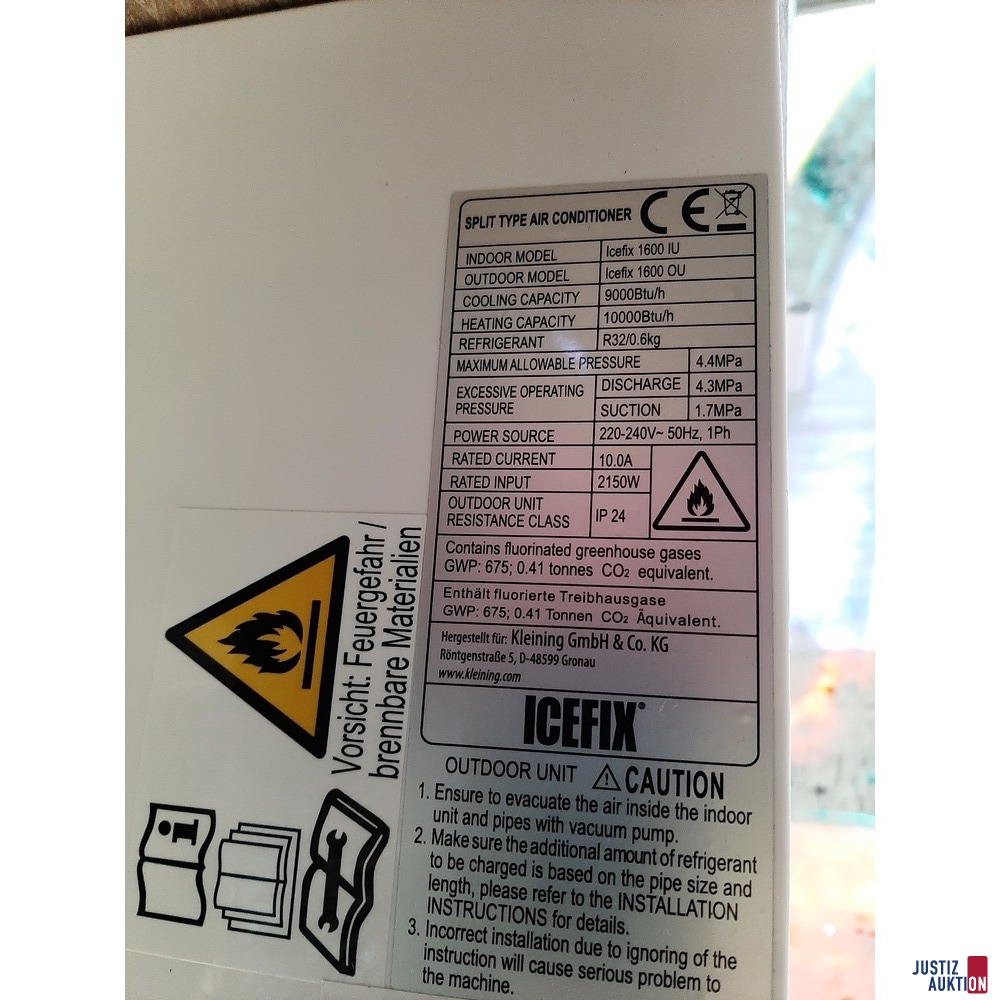 SPLIT TYPE AIR CONDITIONER CE
INDOOR MODEL Icefix 1600 IU
OUTDOOR MODEL Icefix 1600 OU
COOLING CAPACITY 9000Btu/h
HEATING CAPACITY 10000Btu/h
REFRIGERANT R32/0.6kg
MAXIMUM ALLOWABLE PRESSURE 4.4MPa
EXCESSIVE OPERATING PRESSURE DISCHARGE 4.3MPa
SUCTION 1.7MPa
POWER SOURCE 220-240V~ 50Hz, 1Ph
RATED CURRENT 10.0A
RATED INPUT 2150W
OUTDOOR UNIT
RESISTANCE CLASS IP 24
Contains fluorinated greenhouse gases
GWP: 675; 0.41 tonnes CO₂ equivalent.
Enthält fluorierte Treibhausgase
GWP: 675; 0.41 Tonnen CO₂ Äquivalent.
Hergestellt für: Kleining GmbH & Co. KG
Röntgenstraße 5, D-48599 Gronau
www.kleining.com
ICEFIX®
OUTDOOR UNIT CAUTION
1. Ensure to evacuate the air inside the indoor
unit and pipes with vacuum pump.
2. Make sure the additional amount of refrigerant
to be charged is based on the pipe size and
length, please refer to the INSTALLATION
INSTRUCTIONS for details.
3. Incorrect installation due to ignoring of the
instruction will cause serious problem to
the machine.
Vorsicht: Feuergefahr /
brennbare Materialien
JUSTIZ
AUKTION